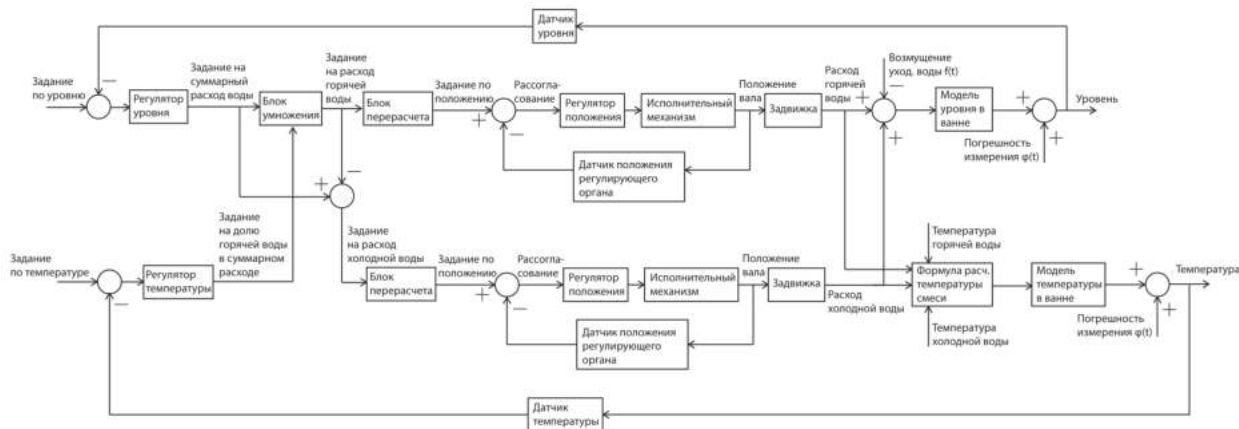 Датчик
уровня
Задание
по уровню
Регулятор
уровня
Задание на
суммарный
расход воды
Блок
умножения
Задание
на расход
горячей
воды
Блок
перерасчета
Задание по
положению
Рассогла-
сование
Регулятор
положения
Исполнительный
механизм
Положение
вала
Задвижка
Расход
горячей
воды
Возмущение
уход. воды f(t)
Модель
уровня в
ванне
Уровень
Погрешность
измерения φ(t)
Датчик положения
регулирующего
органа
Задание
на долю
горячей воды
в суммарном
расходе
Задание
по температуре
Регулятор
температуры
Задание
на расход
холодной воды
Блок
перерасчета
Задание по
положению
Рассогласование
Регулятор
положения
Исполнительный
механизм
Положение
вала
Задвижка
Расход
холодной воды
Температура
горячей воды
Формула расч.
температуры
смеси
Температура
холодной воды
Модель
температуры
в ванне
Температура
Погрешность
измерения φ(t)
Датчик положения
регулирующего
органа
Датчик
температуры